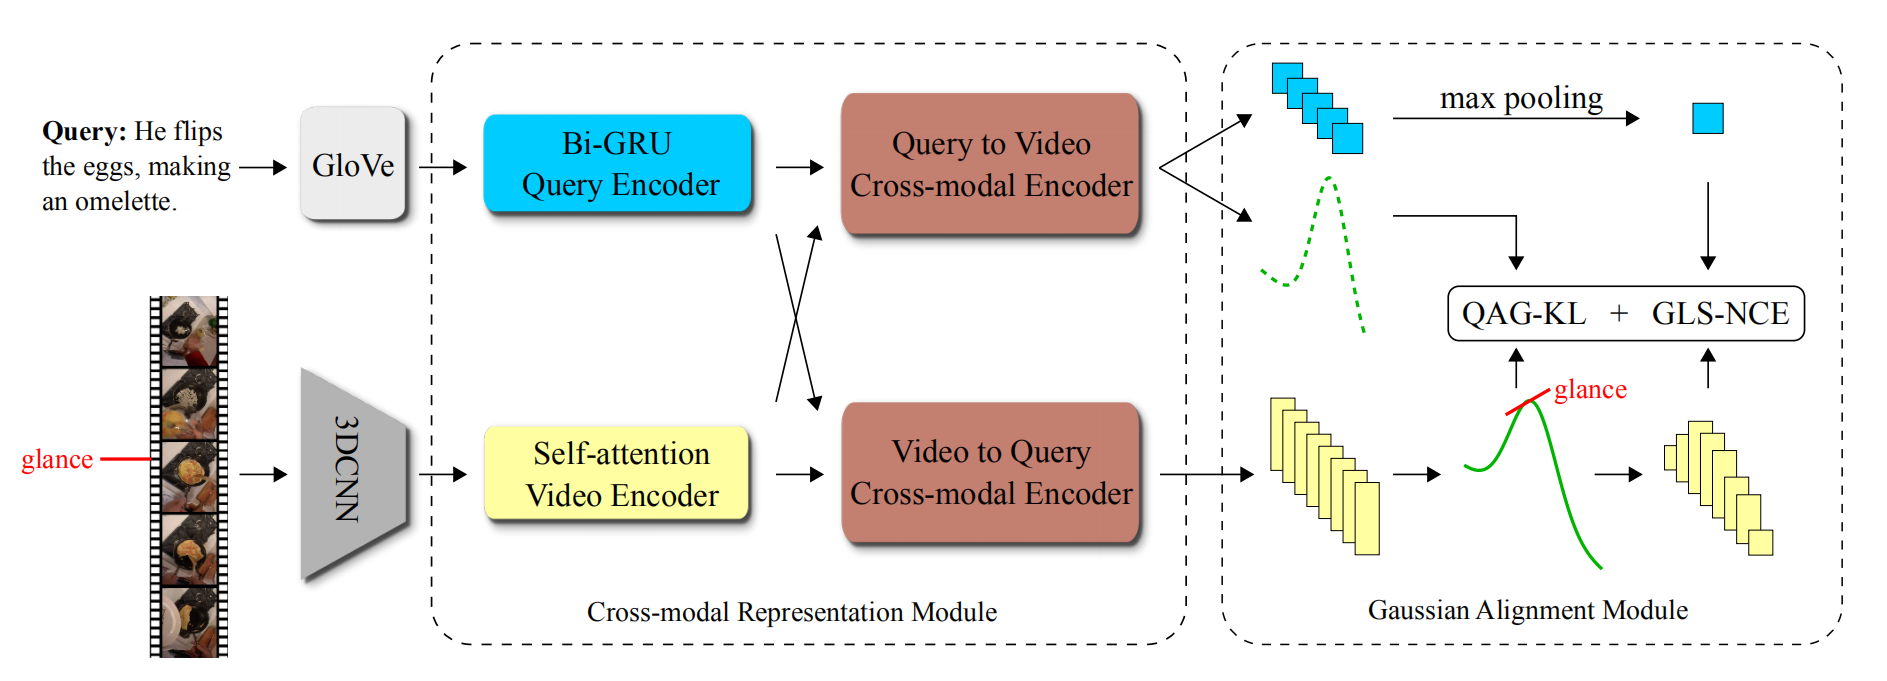 Query: He flips
the eggs, making
an omelette.
GloVe
Bi-GRU
Query Encoder
Query to Video
Cross-modal Encoder
max pooling
QAG-KL + GLS-NCE
glance
glance
3DCNN
Self-attention
Video Encoder
Video to Query
Cross-modal Encoder
Cross-modal Representation Module
Gaussian Alignment Module